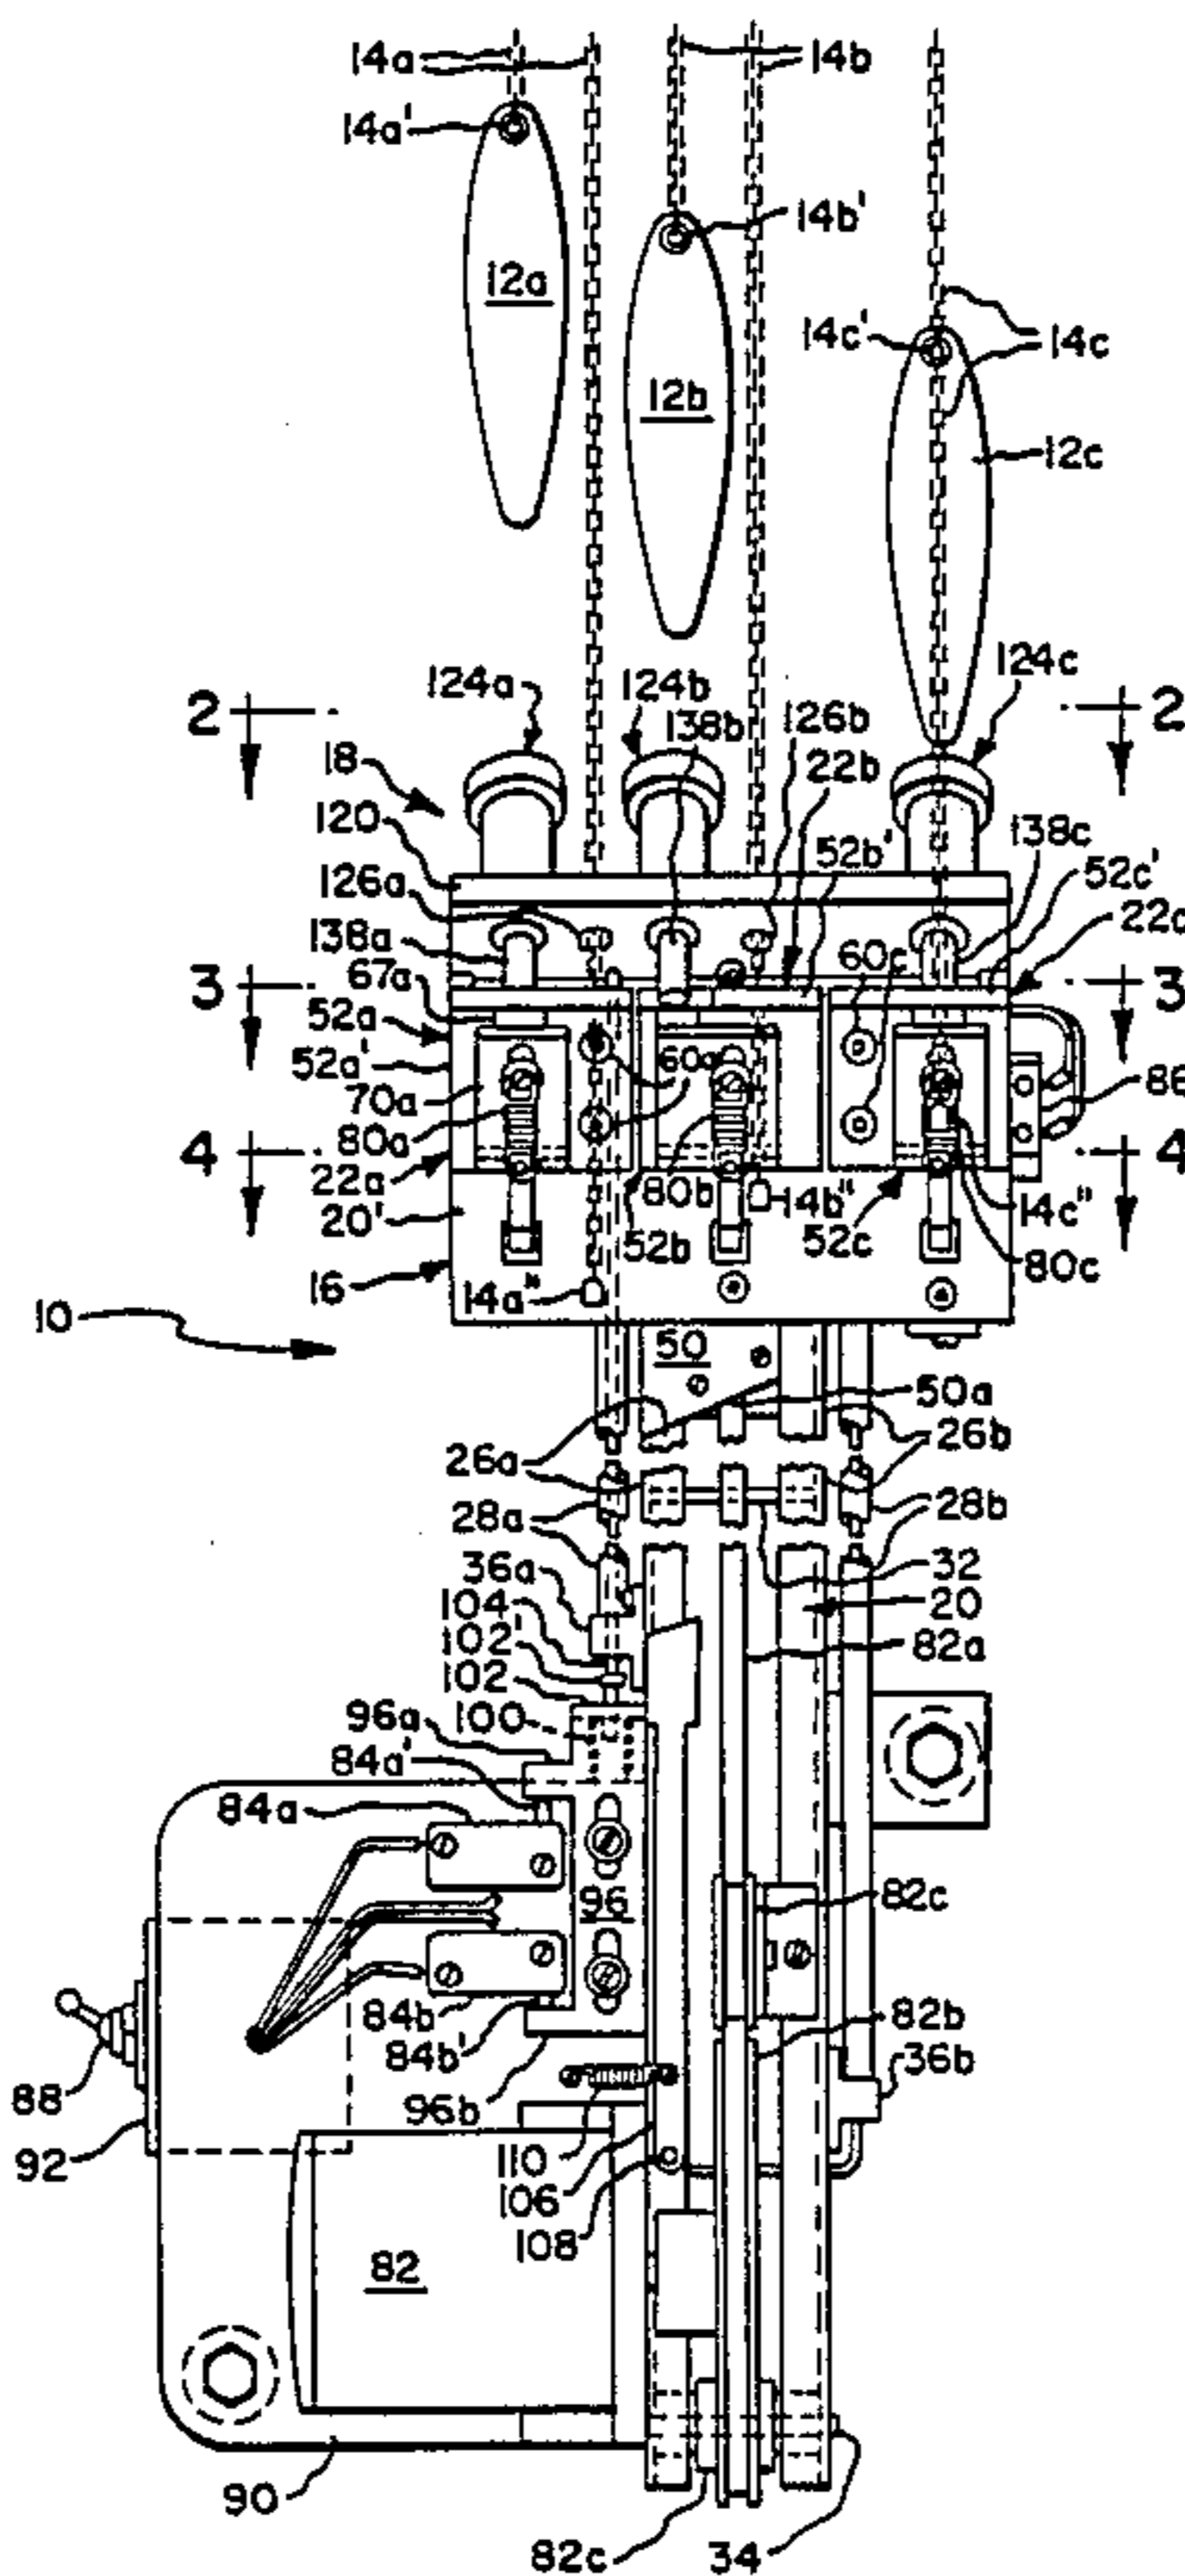 14a
14b
14a'
14b'
12a
14c'
14c
12b
12c
124a
124b
124c
138b
126b
2
2
18
22b
120
52b'
138c
126a
52c'
138a
60c
22c
67a
3
3
52a
52a'
60a
70a
86
80a
4
4
22a
80b
14b"
14c"
20'
52b
52c
80c
16
14a"
10
50
50a
26a
26b
28a
28b
36a
32
104
20
102'
82a
102
96a
100
84a'
84a
82c
96
84b
82b
84b'
36b
88
96b
92
110
106
108
82
90
82c
34